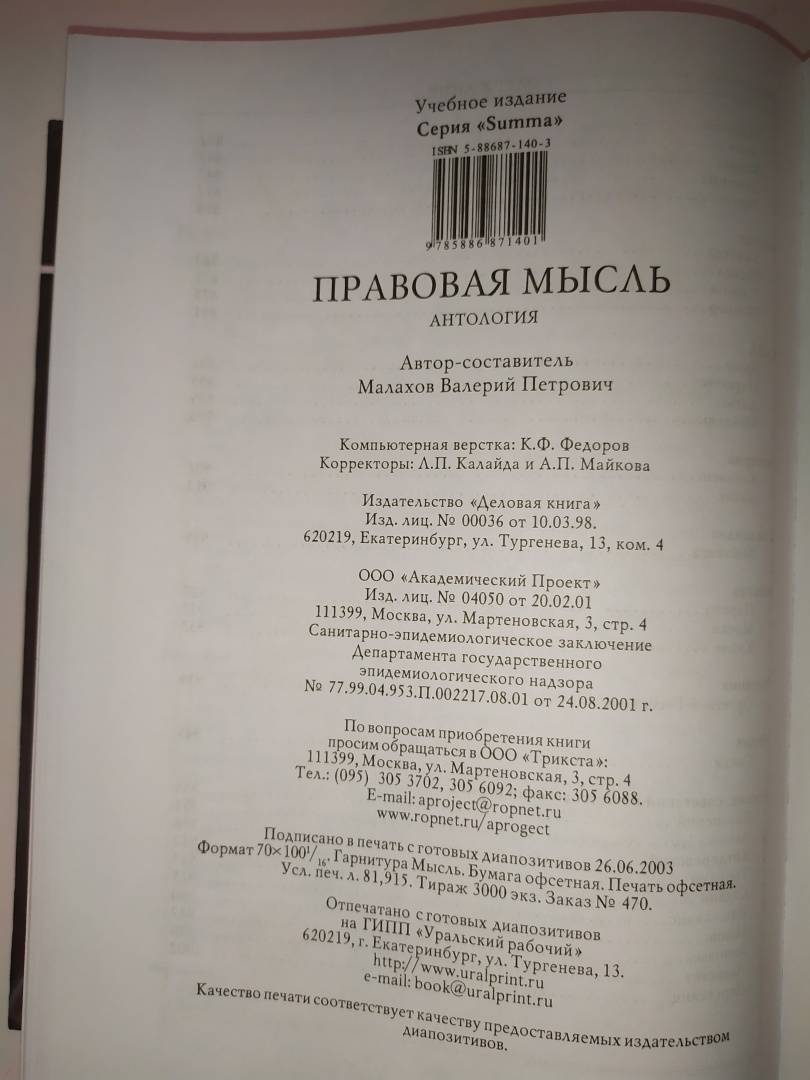 Учебное издание
Серия «Summa»
ISBN 5-88687-140-3
9785886871401
ПРАВОВАЯ МЫСЛЬ
АНТОЛОГИЯ
Автор-составитель
Малахов Валерий Петрович
Компьютерная верстка: К.Ф. Федоров
Корректоры: Л.П. Калайда и А.П. Майкова
Издательство «Деловая книга»
Изд. лиц. № 00036 от 10.03.98.
620219, Екатеринбург, ул. Тургенева, 13, ком. 4
ООО «Академический Проект»
Изд. лиц. № 04050 от 20.02.01
111399, Москва, ул. Мартеновская, 3, стр. 4
Санитарно-эпидемиологическое заключение
Департамента государственного
эпидемиологического надзора
№ 77.99.04.953.П.002217.08.01 от 24.08.2001 г.
По вопросам приобретения книги
просим обращаться в ООО «Трикста»:
111399, Москва, ул. Мартеновская, 3, стр. 4
Тел.: (095) 305 3702, 305 6092; факс: 305 6088.
E-mail: aproject@ropnet.ru
www.ropnet.ru/aprogect
Подписано в печать с готовых диапозитивов 26.06.2003
Формат 70×100 1/16. Гарнитура Мысль. Бумага офсетная. Печать офсетная.
Усл. печ. л. 81,915. Тираж 3000 экз. Заказ № 470.
Отпечатано с готовых диапозитивов
на ГИПП «Уральский рабочий»
620219, г. Екатеринбург, ул. Тургенева, 13.
http://www.uralprint.ru
e-mail: book@uralprint.ru
Качество печати соответствует качеству предоставляемых издательством
диапозитивов.